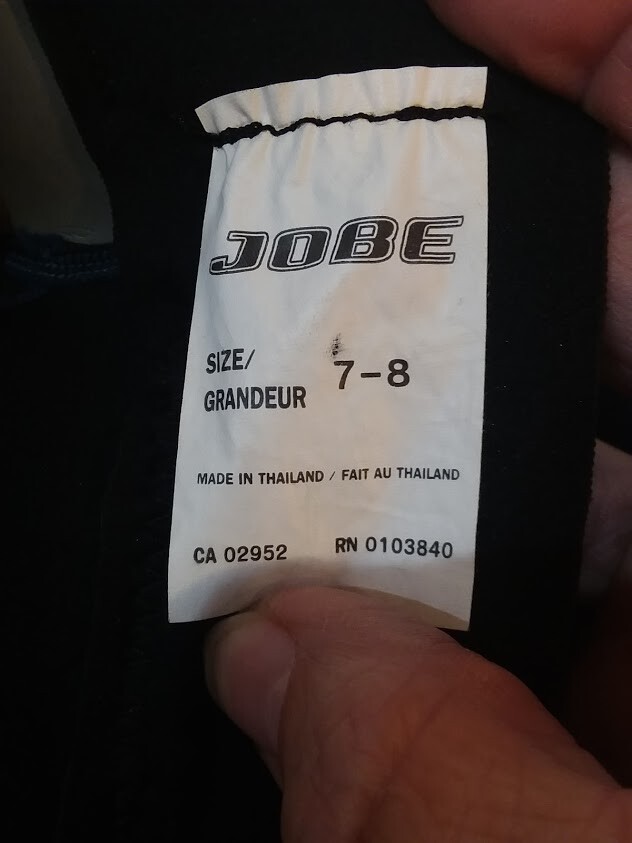 JOBE
SIZE/ 7-8
GRANDEUR
MADE IN THAILAND / FAIT AU THAILAND
CA 02952 RN 0103840